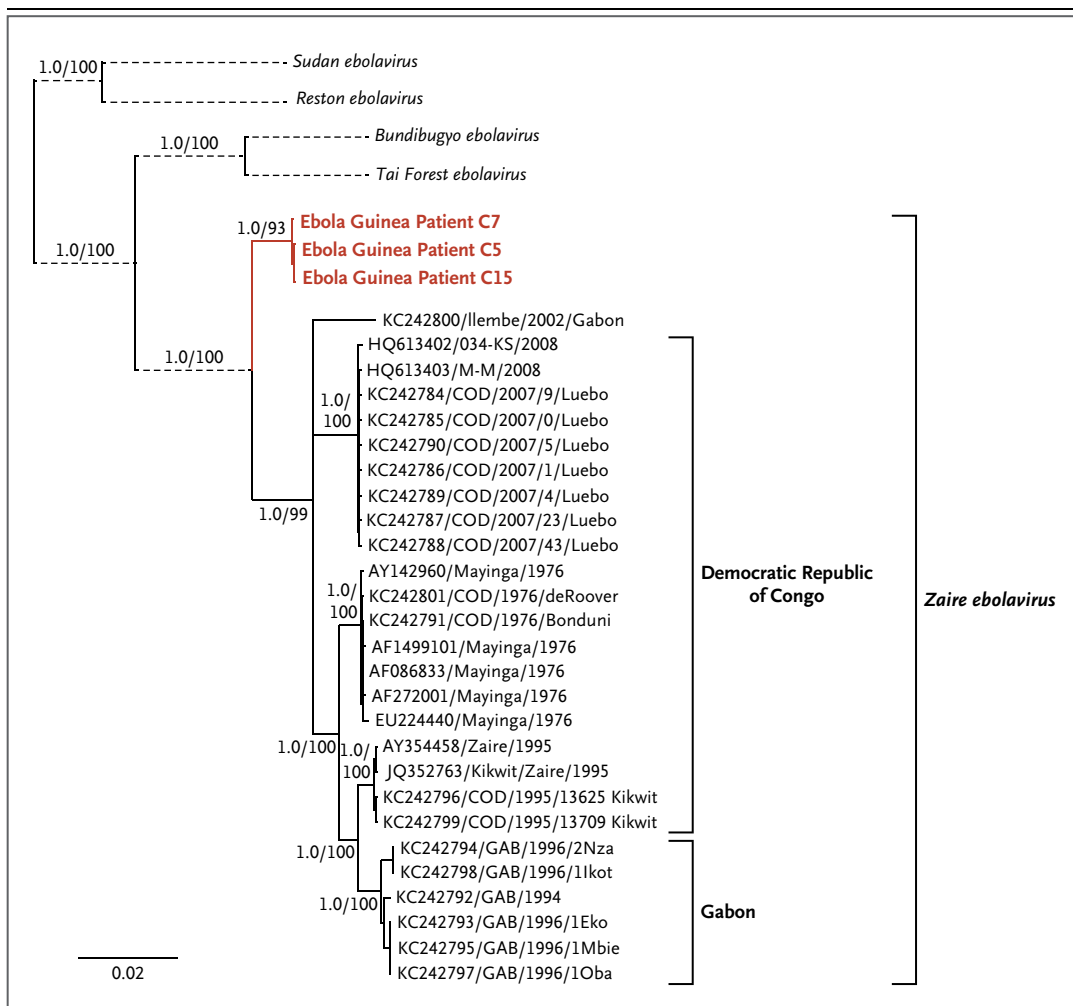 1.0/100
Sudan ebolavirus
Reston ebolavirus
1.0/100
Bundibugyo ebolavirus
Tai Forest ebolavirus
1.0/100
1.0/93
Ebola Guinea Patient C7
Ebola Guinea Patient C5
Ebola Guinea Patient C15
1.0/100
KC242800/llembe/2002/Gabon
HQ613402/034-KS/2008
HQ613403/M-M/2008
1.0/
100
KC242784/COD/2007/9/Luebo
KC242785/COD/2007/0/Luebo
KC242790/COD/2007/5/Luebo
KC242786/COD/2007/1/Luebo
KC242789/COD/2007/4/Luebo
KC242787/COD/2007/23/Luebo
KC242788/COD/2007/43/Luebo
1.0/99
AY142960/Mayinga/1976
1.0/
100
KC242801/COD/1976/deRoover
KC242791/COD/1976/Bonduni
AF1499101/Mayinga/1976
AF086833/Mayinga/1976
AF272001/Mayinga/1976
EU224440/Mayinga/1976
Democratic Republic
of Congo
Zaire ebolavirus
1.0/100
1.0/
100
AY354458/Zaire/1995
JQ352763/Kikwit/Zaire/1995
KC242796/COD/1995/13625 Kikwit
KC242799/COD/1995/13709 Kikwit
1.0/100
KC242794/GAB/1996/2Nza
KC242798/GAB/1996/1Ikot
1.0/100
KC242792/GAB/1994
KC242793/GAB/1996/1Eko
KC242795/GAB/1996/1Mbie
KC242797/GAB/1996/1Oba
Gabon
0.02